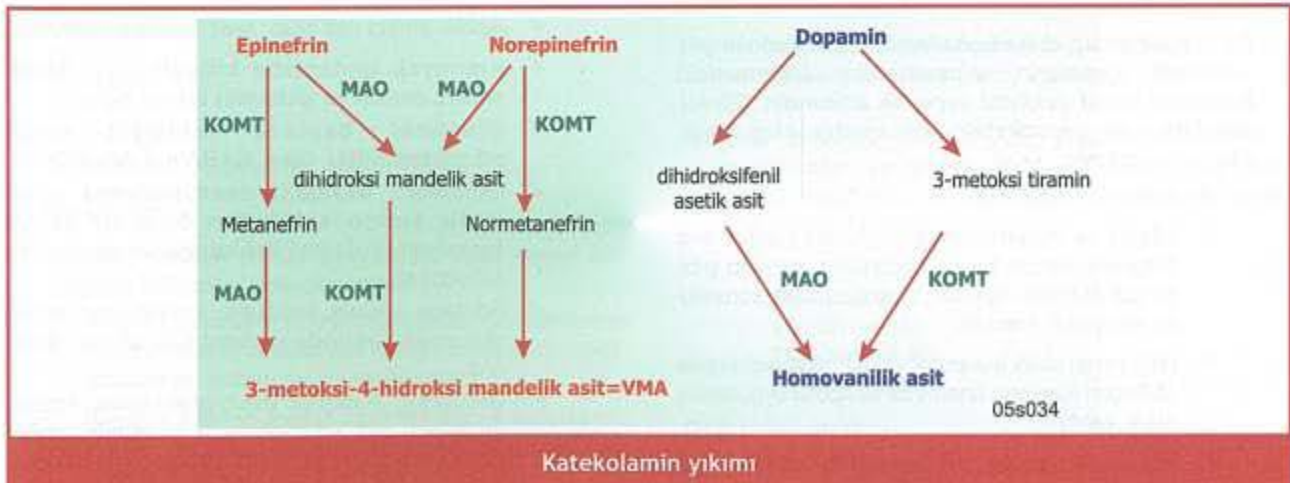 Epinefrin
Norepinefrin
Dopamin
MAO
MAO
KOMT
KOMT
dihidroksi mandelik asit
dihidroksifenil
asetik asit
3-metoksi tiramin
Metanefrin
Normetanefrin
MAO
KOMT
MAO
KOMT
3-metoksi-4-hidroksi mandelik asit=VMA
Homovanilik asit
05s034
Katekolamin yıkımı